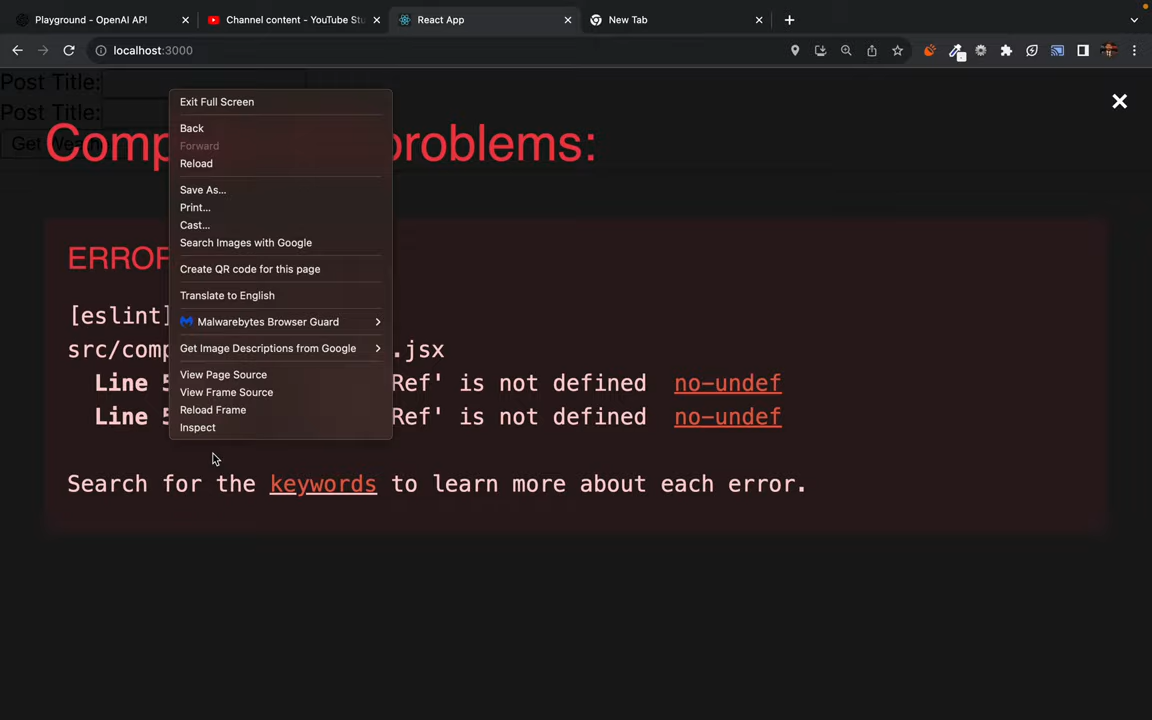 Playground - OpenAI API
Channel content - YouTube Stu
React App
New Tab
localhost:3000
Post Title:
Post Title:
Get
Comp
problems:
ERROR
[eslint]
src/comp
.jsx
Line 5
Ref' is not defined no-undef
Line 5
Ref' is not defined no-undef
Search for the keywords to learn more about each error.
Exit Full Screen
Back
Forward
Reload
Save As...
Print...
Cast...
Search Images with Google
Create QR code for this page
Translate to English
Malwarebytes Browser Guard
Get Image Descriptions from Google
View Page Source
View Frame Source
Reload Frame
Inspect